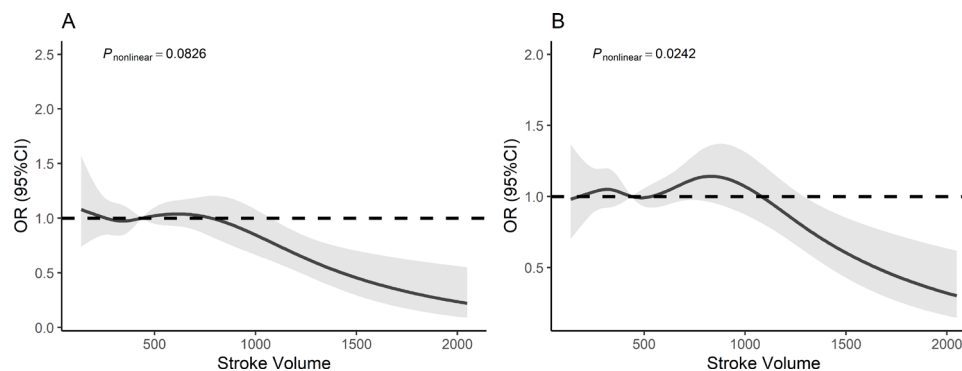 A
P nonlinear = 0.0826
OR (95%CI)
2.5
2.0
1.5
1.0
0.5
0.0
500
1000
1500
2000
Stroke Volume
B
P nonlinear = 0.0242
OR (95%CI)
2.0
1.5
1.0
0.5
500
1000
1500
2000
Stroke Volume